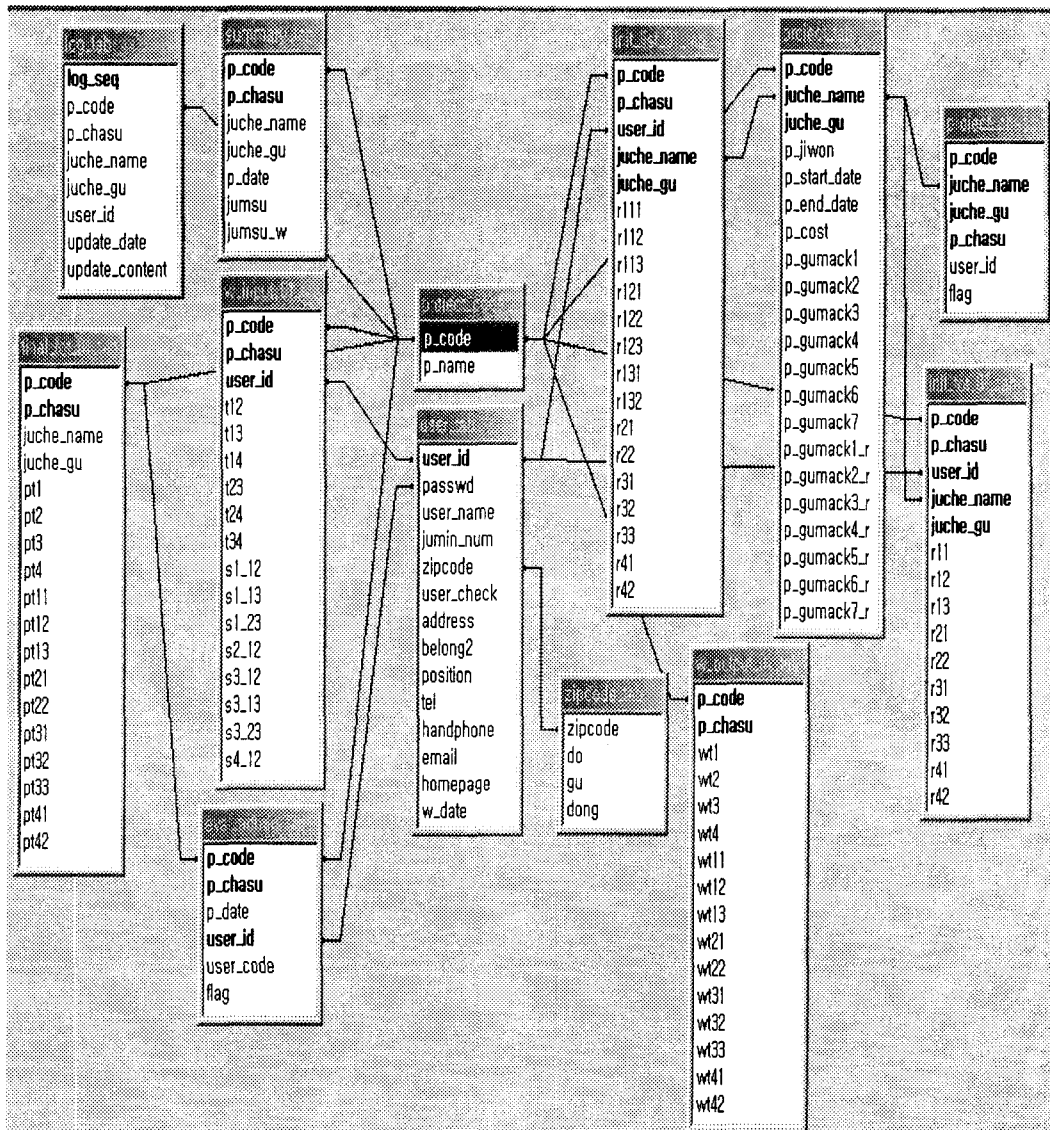 log_seq
p_code
p_chasu
juche_name
juche_gu
user_id
update_date
update_content
p_code
p_chasu
juche_name
juche_gu
p_date
jumsu
jumsu_w
p_code
p_chasu
juche_name
juche_gu
pt1
pt2
pt3
pt4
pt11
pt12
pt13
pt21
pt22
pt31
pt32
pt33
pt41
pt42
p_code
p_chasu
user_id
t12
t13
t14
t23
t24
t34
s1_12
s1_13
s1_23
s2_12
s3_12
s3_13
s3_23
s4_12
p_code
p_chasu
p_date
user_id
user_code
flag
p_code
p_name
user_id
passwd
user_name
jumin_num
zipcode
user_check
address
belong2
position
tel
handphone
email
homepage
w_date
zipcode
do
gu
dong
p_code
p_chasu
user_id
juche_name
juche_gu
r111
r112
r113
r121
r122
r123
r131
r132
r21
r22
r31
r32
r33
r41
r42
p_code
p_chasu
wt1
wt2
wt3
wt4
wt11
wt12
wt13
wt21
wt22
wt31
wt32
wt33
wt41
wt42
p_code
juche_name
juche_gu
p_jiwon
p_start_date
p_end_date
p_cost
p_gumack1
p_gumack2
p_gumack3
p_gumack4
p_gumack5
p_gumack6
p_gumack7
p_gumack1_r
p_gumack2_r
p_gumack3_r
p_gumack4_r
p_gumack5_r
p_gumack6_r
p_gumack7_r
p_code
juche_name
juche_gu
p_chasu
user_id
flag
p_code
p_chasu
user_id
juche_name
juche_gu
r11
r12
r13
r21
r22
r31
r32
r33
r41
r42